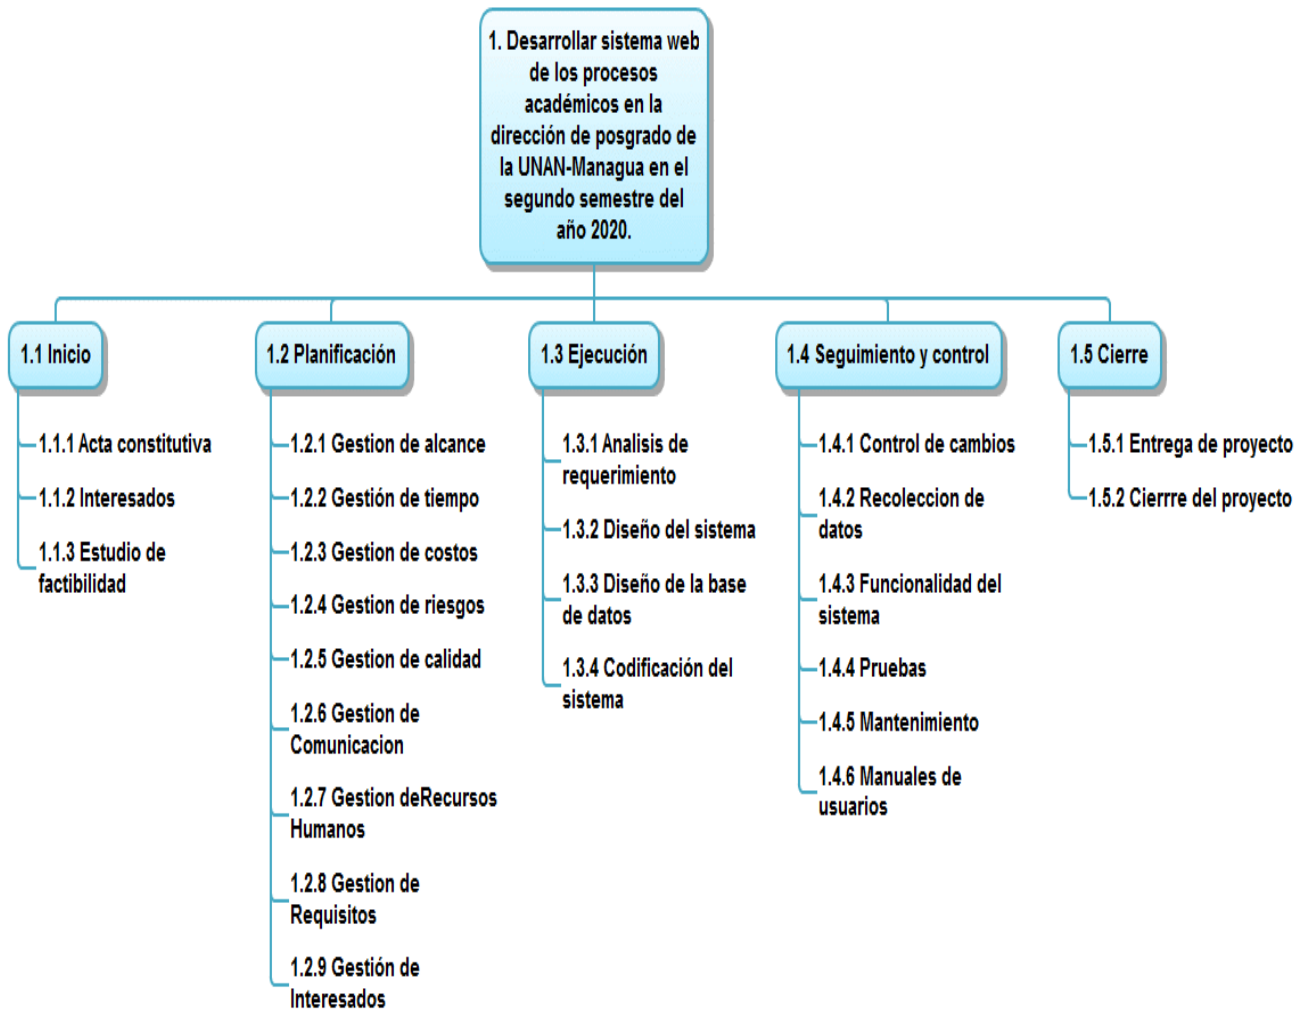 1. Desarrollar sistema web
de los procesos
académicos en la
dirección de posgrado de
la UNAN-Managua en el
segundo semestre del
año 2020.
1.1 Inicio
1.1.1 Acta constitutiva
1.1.2 Interesados
1.1.3 Estudio de
factibilidad
1.2 Planificación
1.2.1 Gestion de alcance
1.2.2 Gestión de tiempo
1.2.3 Gestion de costos
1.2.4 Gestion de riesgos
1.2.5 Gestion de calidad
1.2.6 Gestion de
Comunicacion
1.2.7 Gestion deRecursos
Humanos
1.2.8 Gestion de
Requisitos
1.2.9 Gestión de
Interesados
1.3 Ejecución
1.3.1 Analisis de
requerimiento
1.3.2 Diseño del sistema
1.3.3 Diseño de la base
de datos
1.3.4 Codificación del
sistema
1.4 Seguimiento y control
1.4.1 Control de cambios
1.4.2 Recoleccion de
datos
1.4.3 Funcionalidad del
sistema
1.4.4 Pruebas
1.4.5 Mantenimiento
1.4.6 Manuales de
usuarios
1.5 Cierre
1.5.1 Entrega de proyecto
1.5.2 Cierrre del proyecto